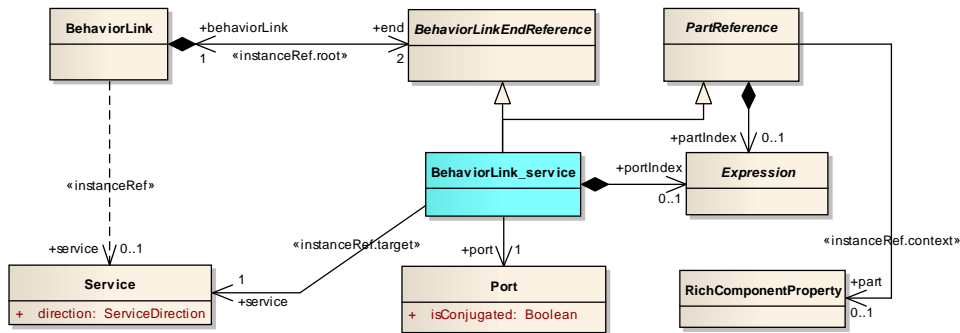 BehaviorLink
+behaviorLink
1
«instanceRef.root»
+end
2
BehaviorLinkEndReference
PartReference
+partIndex
0..1
«instanceRef»
BehaviorLink_service
+portIndex
0..1
Expression
«instanceRef.target»
«instanceRef.context»
+service
0..1
+port
1
Service
+ direction: ServiceDirection
1
+service
Port
+ isConjugated: Boolean
RichComponentProperty
+part
0..1